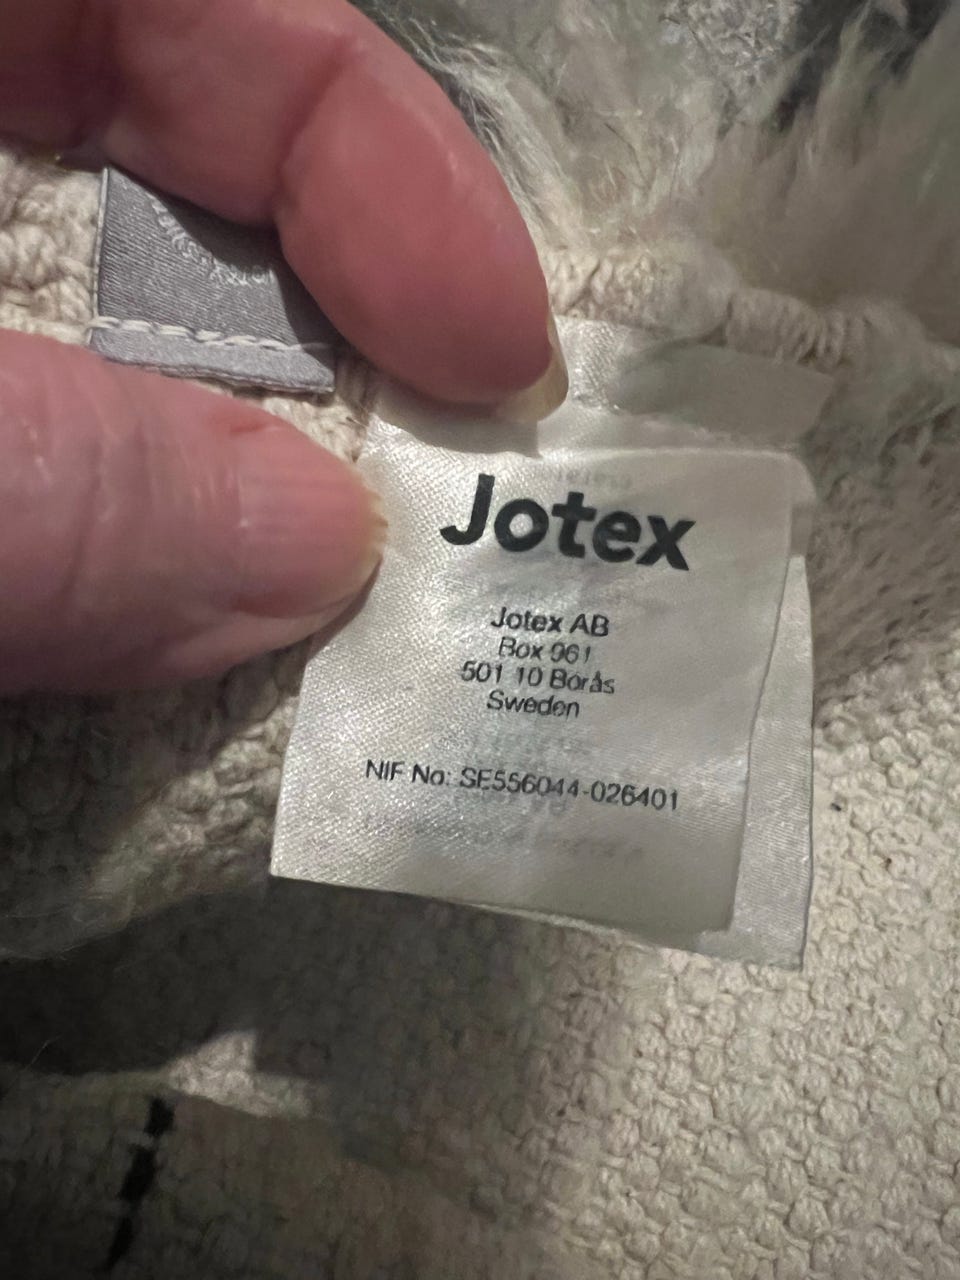 Jotex
Jotex AB
Box 961
501 10 Borås
Sweden
NIF No: SE556044-026401